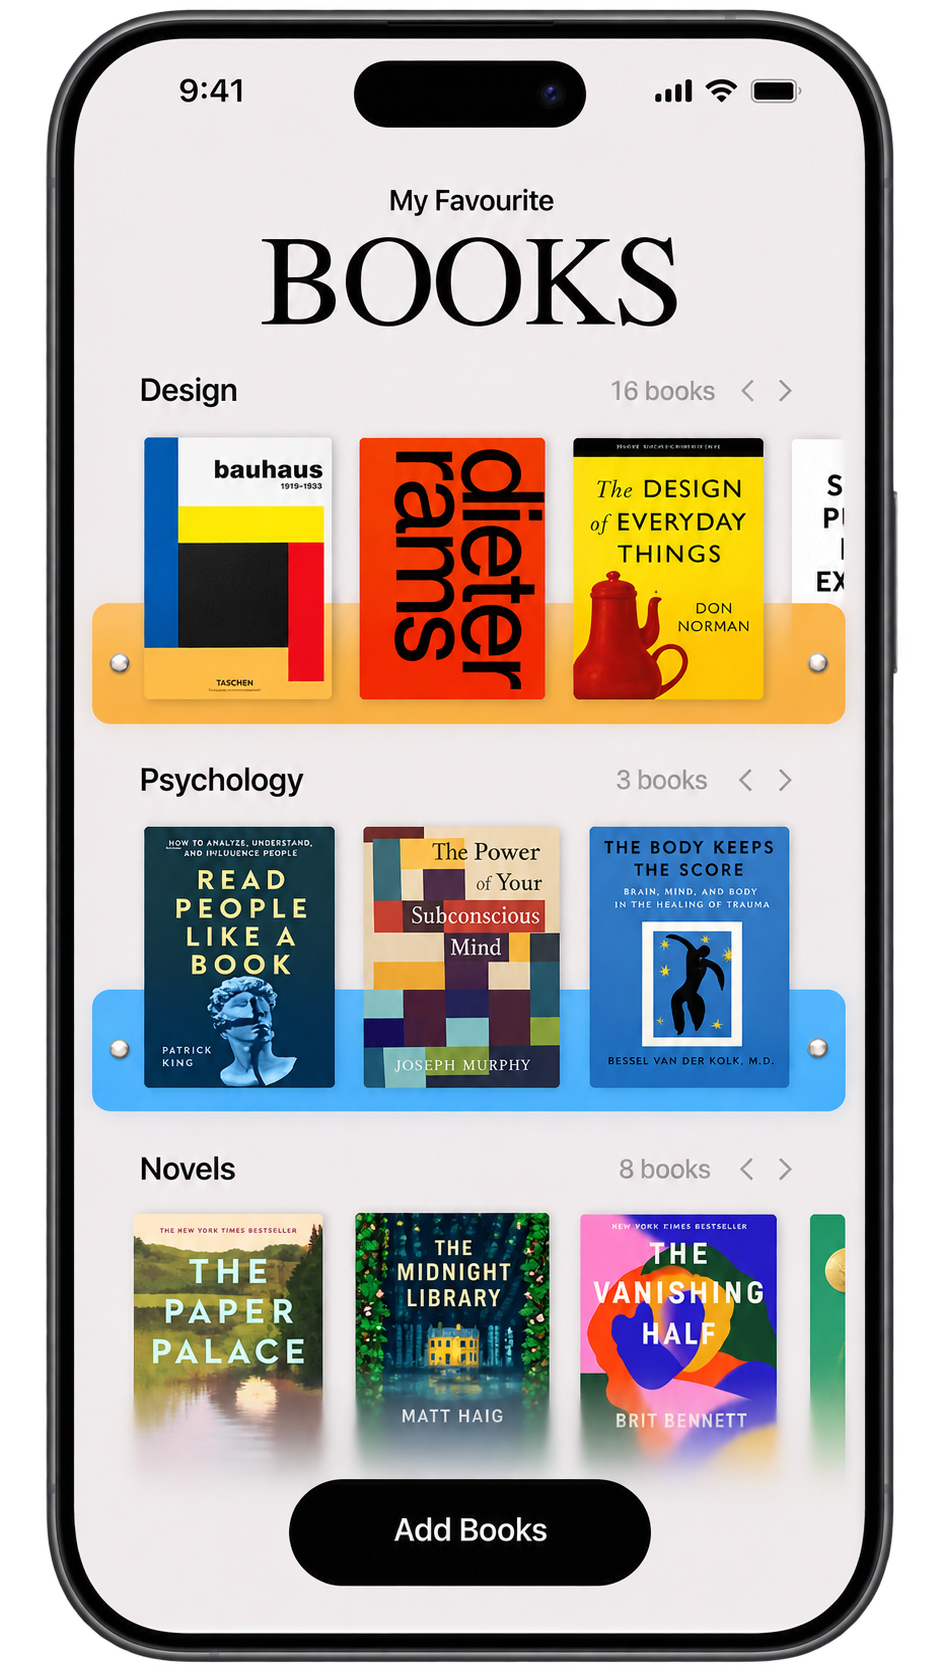 9:41
My Favourite
BOOKS
Design
16 books
bauhaus
1919-1933
TASCHEN
dieter
rams
The DESIGN
of EVERYDAY
THINGS
DON
NORMAN
S
PU
EX
Psychology
3 books
HOW TO ANALYZE, UNDERSTAND,
AND INLUUENCE PEOPLE
READ
PEOPLE
LIKE A
BOOK
PATRICK
KING
The Power
of Your
Subconscious
Mind
JOSEPH MURPHY
THE BODY KEEPS
THE SCORE
BRAIN, MIND, AND BODY
IN THE HEALING OF TRAUMA
BESSEL VAN DER KOLK, M.D.
Novels
8 books
THE NEW YORK TIMES BESTSELLER
THE
PAPER
PALACE
THE
MIDNIGHT
LIBRARY
MATT HAIG
NEW YORK TIMES BESTSELLER
THE
VANISHING
HALF
BRIT BENNETT
Add Books